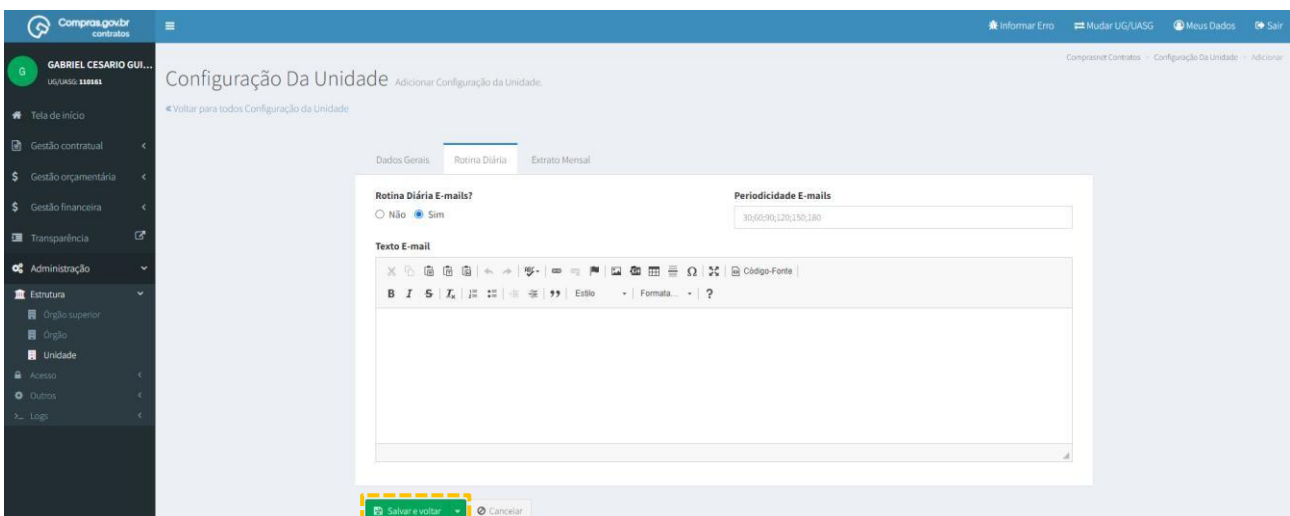 Compras.gov.br
contratos
Informar Erro
Mudar UG/UASG
Meus Dados
Sair
G
GABRIEL CESARIO GUI...
UG/UASG: 110161
Tela de início
Gestão contratual
Gestão orçamentária
Gestão financeira
Transparência
Administração
Estrutura
Órgão superior
Órgão
Unidade
Acesso
Outros
Logs
Comprasnet Contratos > Configuração Da Unidade > Adicionar
Configuração Da Unidade Adicionar Configuração da Unidade.
Voltar para todos Configuração da Unidade
Dados Gerais Rotina Diária Extrato Mensal
Rotina Diária E-mails?
Não Sim
Periodicidade E-mails
30;60;90;120;150;180
Texto E-mail
Código-Fonte
B I S Tx Estilo Formata... ?
Salvar e voltar Cancelar